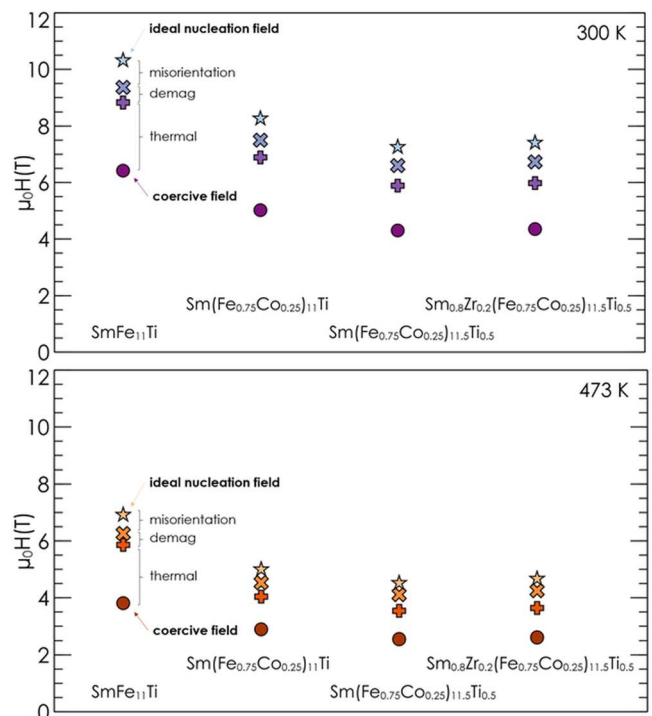 12
300 K
ideal nucleation field
10
misorientation
demag
8
thermal
μ₀H(T)
6
coercive field
4
2
Sm(Fe₀.₇₅Co₀.₂₅)₁₁Ti
Sm₀.₈Zr₀.₂(Fe₀.₇₅Co₀.₂₅)₁₁.₅Ti₀.₅
SmFe₁₁Ti
Sm(Fe₀.₇₅Co₀.₂₅)₁₁.₅Ti₀.₅
0
12
473 K
10
8
ideal nucleation field
misorientation
demag
μ₀H(T)
6
thermal
4
coercive field
2
Sm(Fe₀.₇₅Co₀.₂₅)₁₁Ti
Sm₀.₈Zr₀.₂(Fe₀.₇₅Co₀.₂₅)₁₁.₅Ti₀.₅
SmFe₁₁Ti
Sm(Fe₀.₇₅Co₀.₂₅)₁₁.₅Ti₀.₅
0